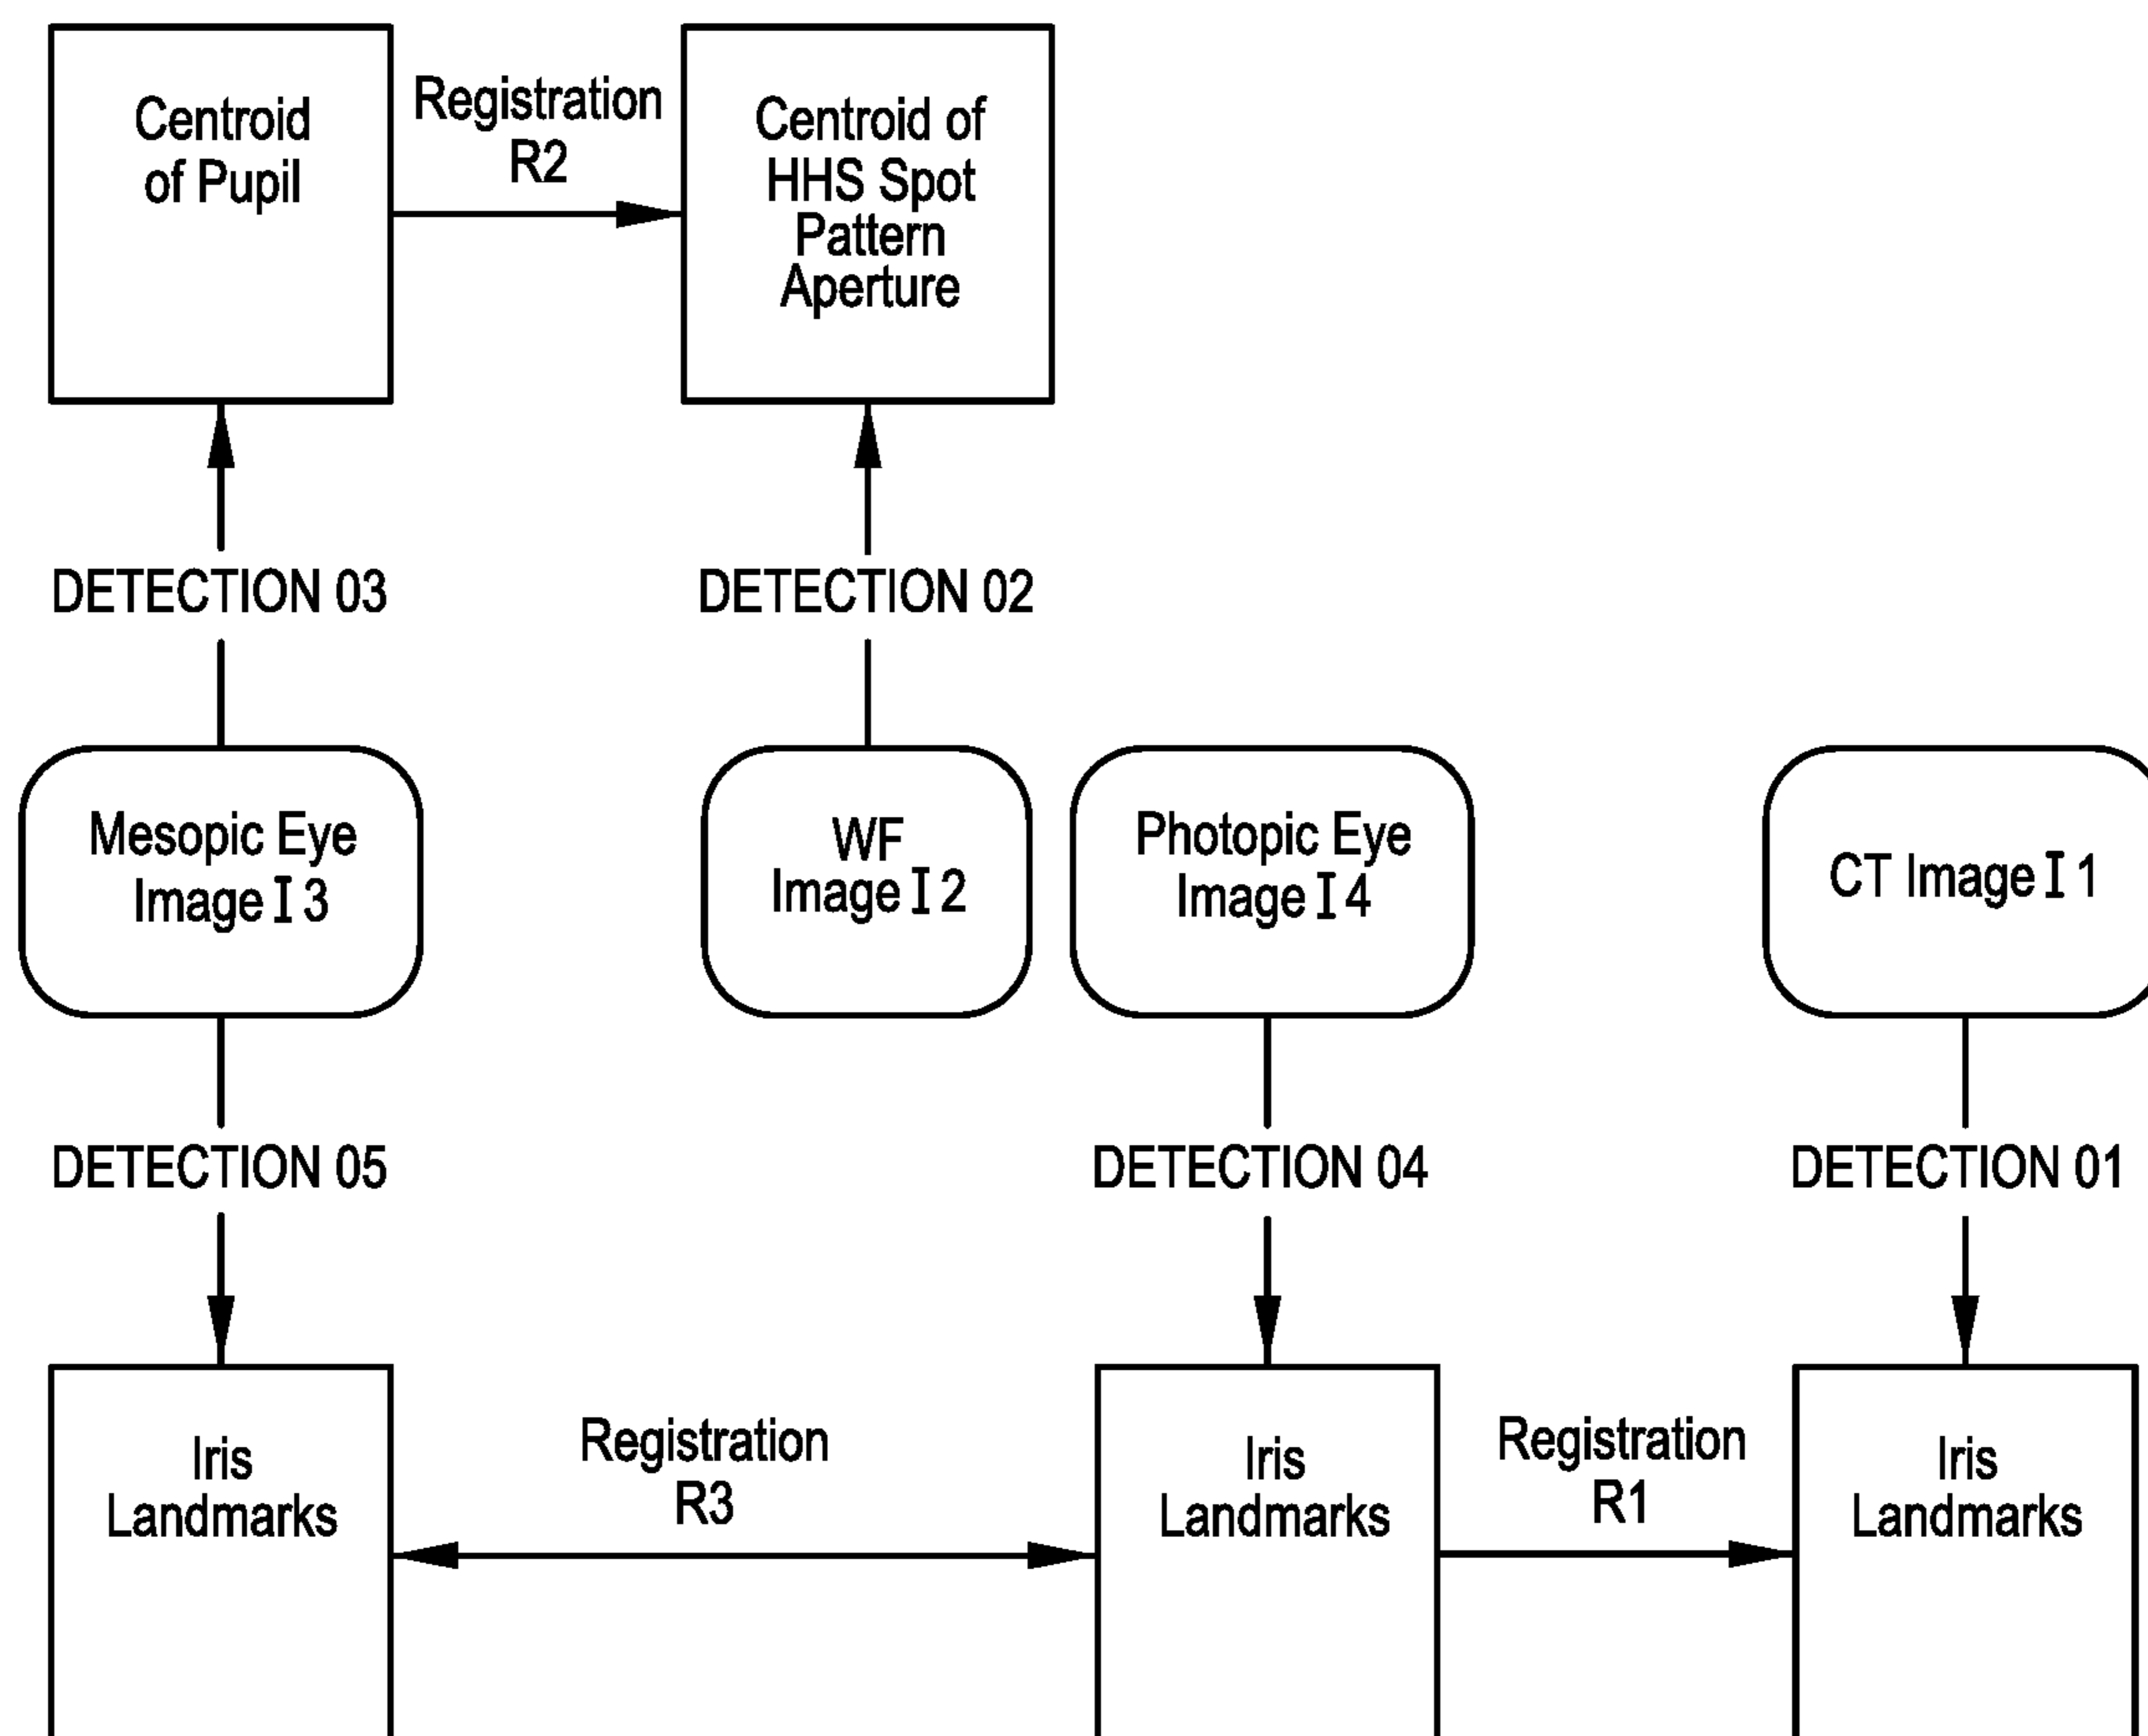 Centroid
of Pupil
Registration
R2
Centroid of
HHS Spot
Pattern
Aperture
DETECTION 03
DETECTION 02
Mesopic Eye
Image I 3
WF
Image I 2
Photopic Eye
Image I 4
CT Image I 1
DETECTION 05
DETECTION 04
DETECTION 01
Iris
Landmarks
Registration
R3
Iris
Landmarks
Registration
R1
Iris
Landmarks